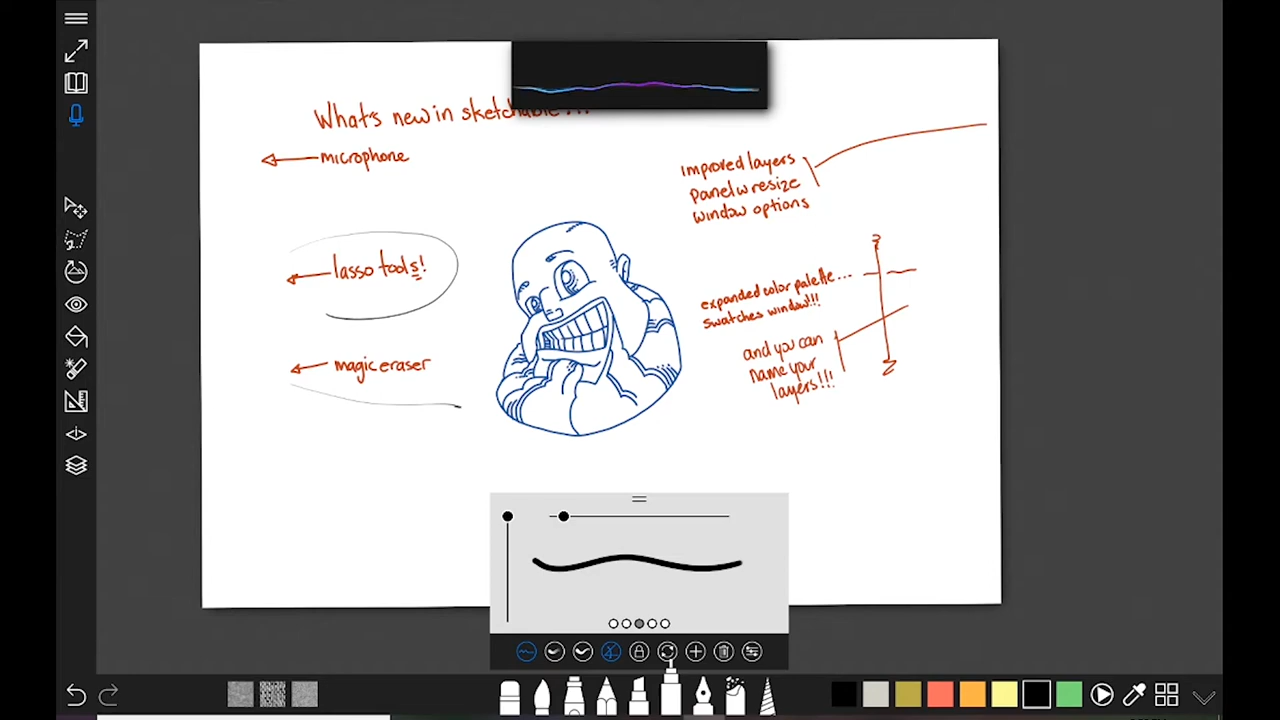 What's new in sketchable...
microphone
improved layers
panel w resize
window options
lasso tools!
expanded color palette...
swatches window!!!
and you can
name your
layers!!!
magic eraser